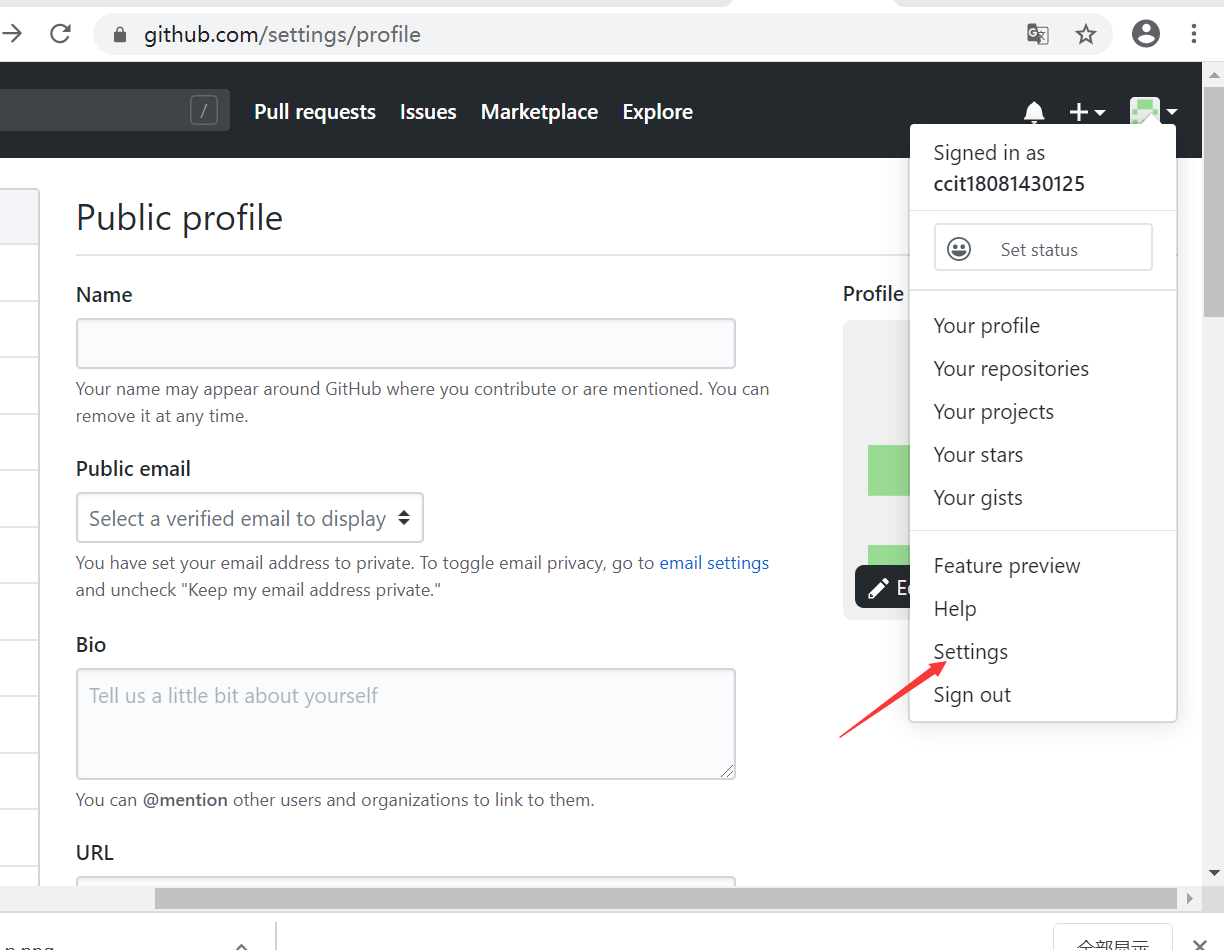 github.com/settings/profile
/
Pull requests
Issues
Marketplace
Explore
Signed in as
ccit18081430125
Set status
Your profile
Your repositories
Your projects
Your stars
Your gists
Feature preview
Help
Settings
Sign out
Public profile
Name
Your name may appear around GitHub where you contribute or are mentioned. You can
remove it at any time.
Public email
Select a verified email to display
You have set your email address to private. To toggle email privacy, go to email settings
and uncheck "Keep my email address private."
Bio
Tell us a little bit about yourself
You can @mention other users and organizations to link to them.
URL
Profile
全部显示